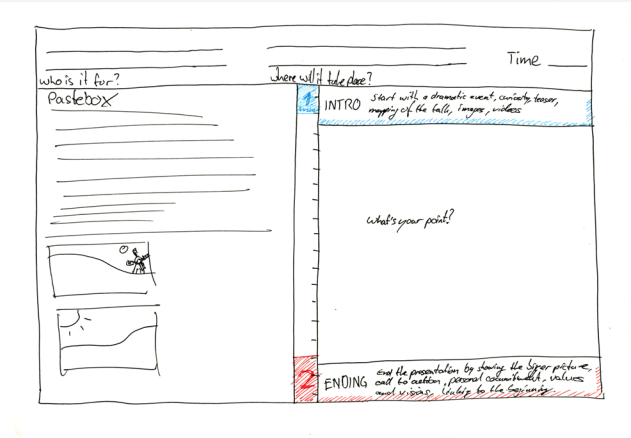 Time
who is it for?
where will it take place?
Pastebox
1
INTRO
Start with a dramatic event, curiosity, teaser,
mapping of the talk, images, videos
What's your point?
2
ENDING
End the presentation by showing the bigger picture,
call to action, personal commitment, values
and visions, linking to the beginning